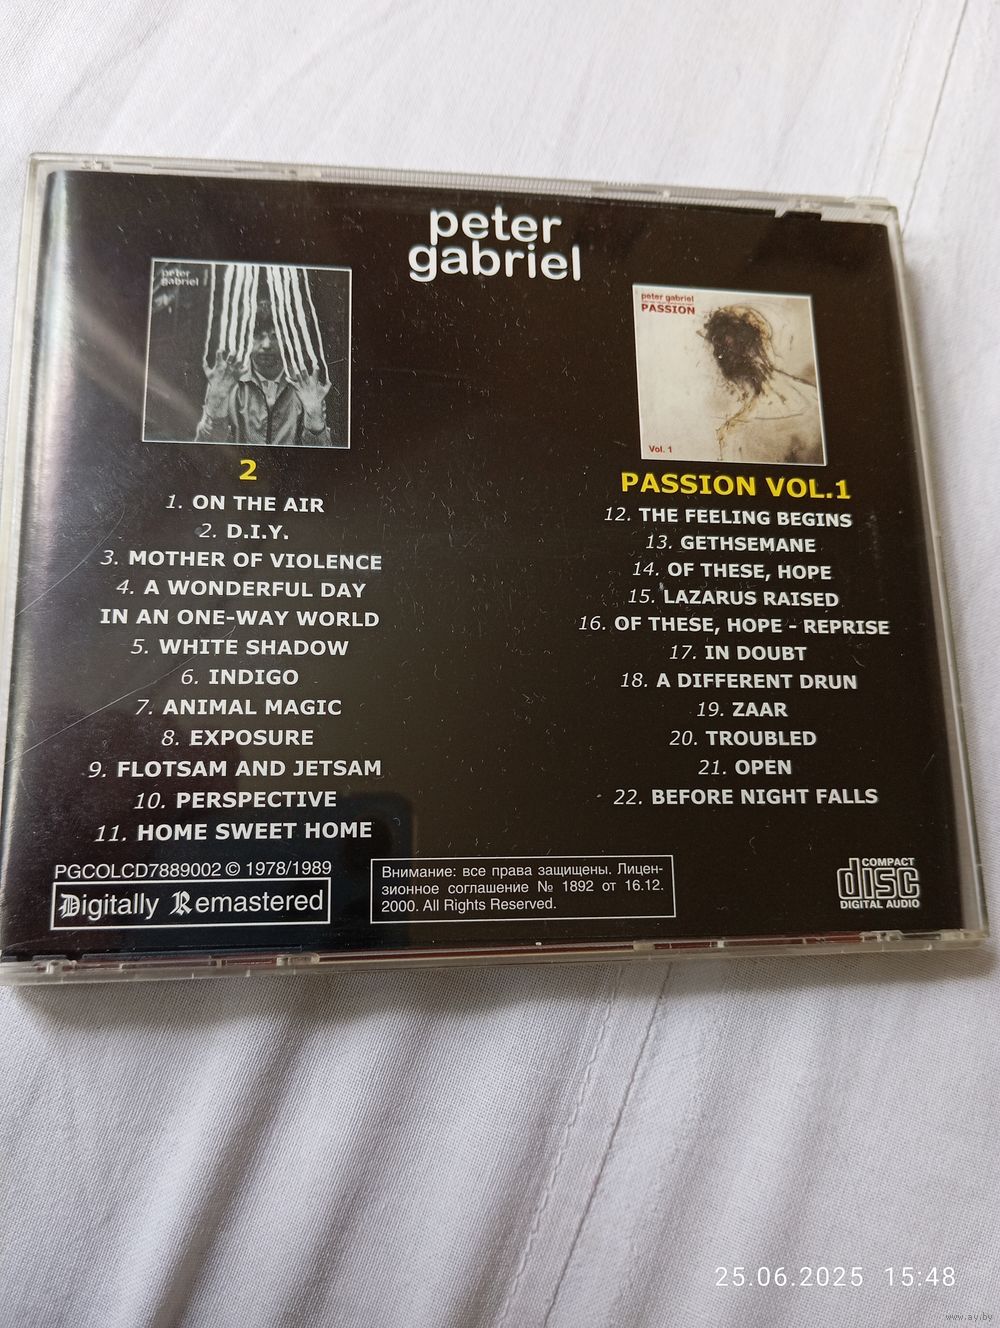 peter
gabriel
peter
gabriel
2
1. ON THE AIR
2. D.I.Y.
3. MOTHER OF VIOLENCE
4. A WONDERFUL DAY
IN AN ONE-WAY WORLD
5. WHITE SHADOW
6. INDIGO
7. ANIMAL MAGIC
8. EXPOSURE
9. FLOTSAM AND JETSAM
10. PERSPECTIVE
11. HOME SWEET HOME
peter gabriel
PASSION
Vol. 1
PASSION VOL.1
12. THE FEELING BEGINS
13. GETHSEMANE
14. OF THESE, HOPE
15. LAZARUS RAISED
16. OF THESE, HOPE - REPRISE
17. IN DOUBT
18. A DIFFERENT DRUN
19. ZAAR
20. TROUBLED
21. OPEN
22. BEFORE NIGHT FALLS
PGCOLCD7889002 © 1978/1989
Digitally Remastered
Внимание: все права защищены. Лицен-
зионное соглашение № 1892 от 16.12.
2000. All Rights Reserved.
COMPACT
disc
DIGITAL AUDIO
25.06.2025 15:48
www.ay.by